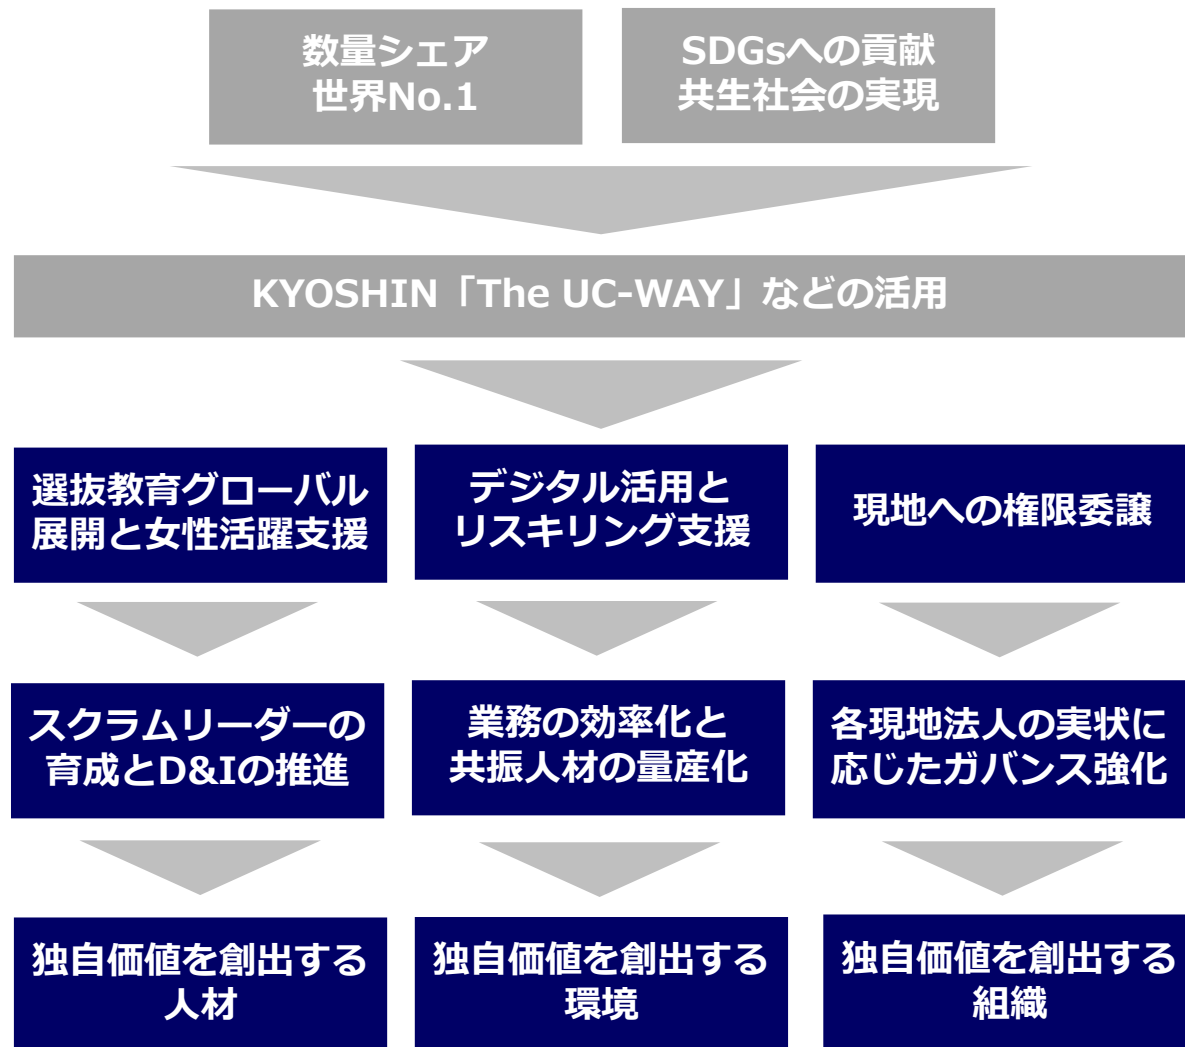 数量シェア
世界No.1
SDGsへの貢献
共生社会の実現
KYOSHIN「The UC-WAY」などの活用
選抜教育グローバル
展開と女性活躍支援
デジタル活用と
リスキリング支援
現地への権限委譲
スクラムリーダーの
育成とD&Iの推進
業務の効率化と
共振人材の量産化
各現地法人の実状に
応じたガバンス強化
独自価値を創出する
人材
独自価値を創出する
環境
独自価値を創出する
組織